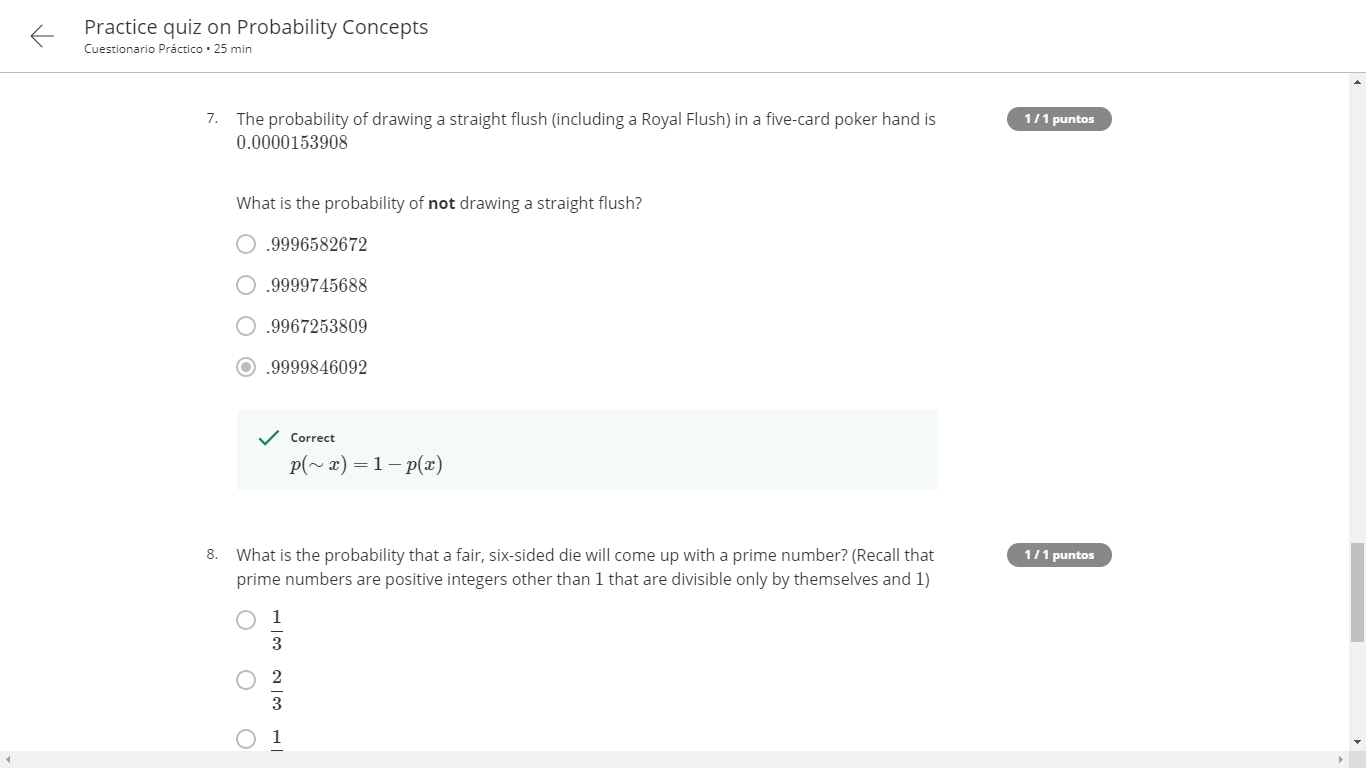 Practice quiz on Probability Concepts
Cuestionario Práctico • 25 min
7. The probability of drawing a straight flush (including a Royal Flush) in a five-card poker hand is
0.0000153908
1 / 1 puntos
What is the probability of not drawing a straight flush?
.9996582672
.9999745688
.9967253809
.9999846092
Correct
p(∼ x) = 1 − p(x)
8. What is the probability that a fair, six-sided die will come up with a prime number? (Recall that
prime numbers are positive integers other than 1 that are divisible only by themselves and 1)
1 / 1 puntos
1
3
2
3
1